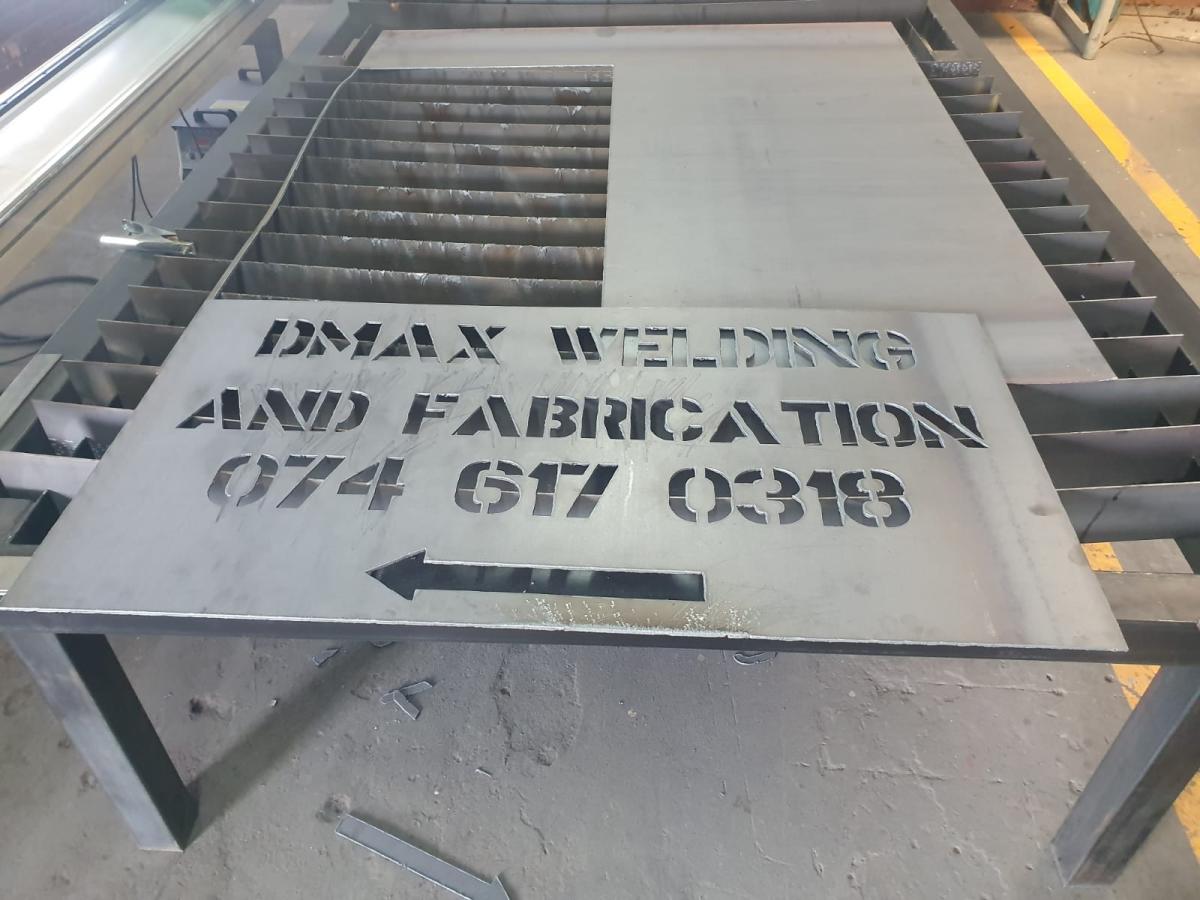 DMAX WELDING
AND FABRICATION
074 617 0318